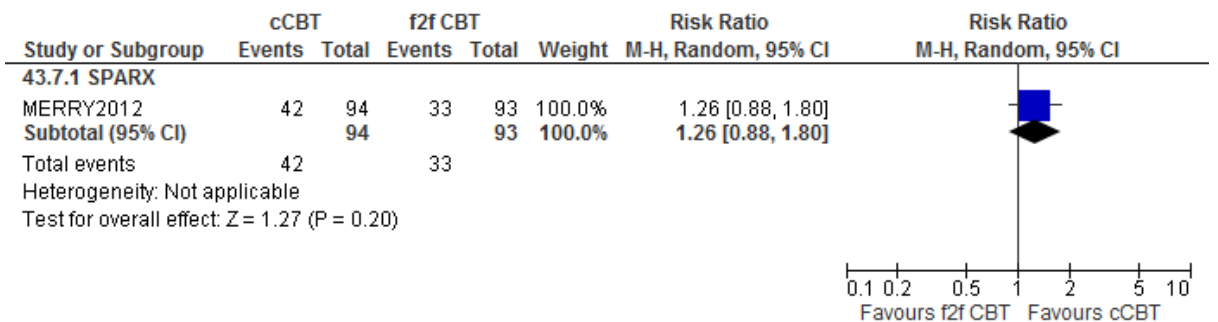 cCBT f2f CBT Risk Ratio Risk Ratio
Study or Subgroup Events Total Events Total Weight M-H, Random, 95% CI M-H, Random, 95% CI
43.7.1 SPARX
MERRY2012 42 94 33 93 100.0% 1.26 [0.88, 1.80]
Subtotal (95% CI) 94 93 100.0% 1.26 [0.88, 1.80]
Total events 42 33
Heterogeneity: Not applicable
Test for overall effect: Z = 1.27 (P = 0.20)
0.1 0.2 0.5 1 2 5 10
Favours f2f CBT Favours cCBT